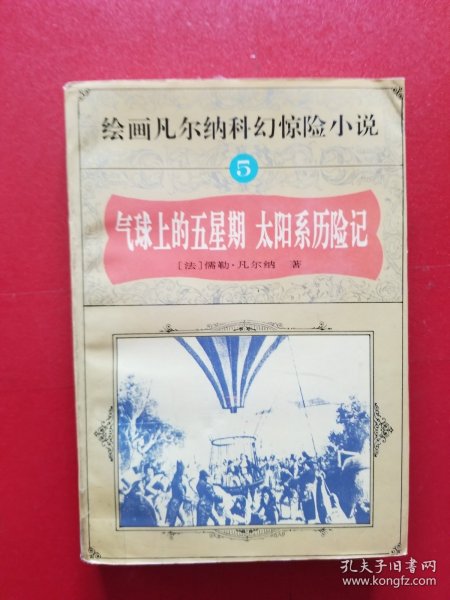 绘画凡尔纳科幻惊险小说
5
气球上的五星期 太阳系历险记
[法]儒勒·凡尔纳 著
孔夫子旧书网
www.kongfz.com